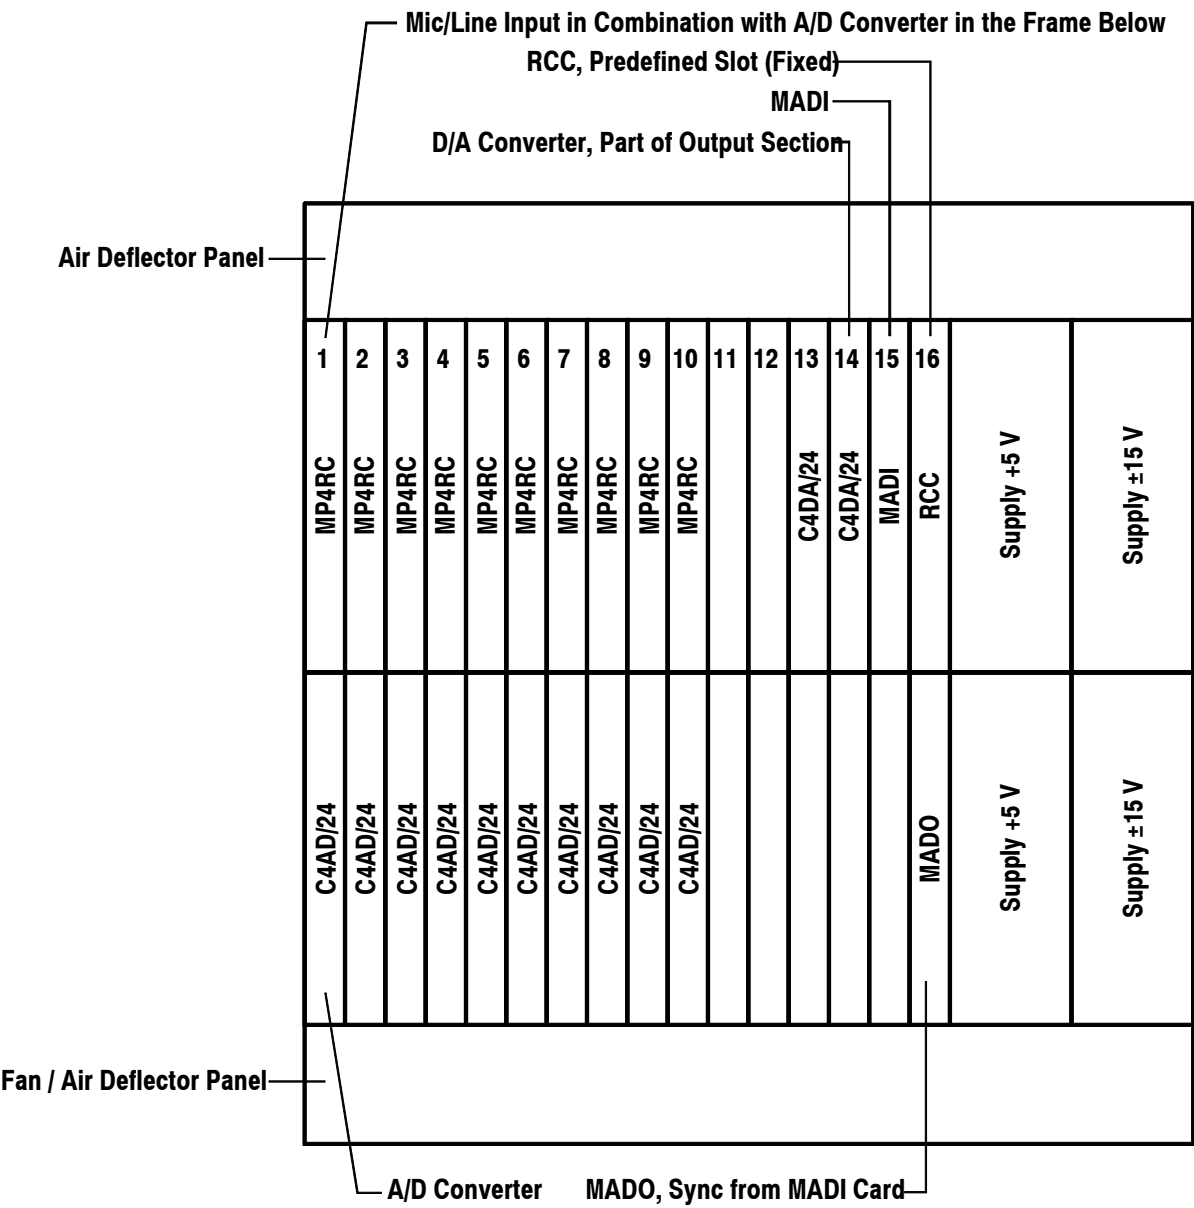 Mic/Line Input in Combination with A/D Converter in the Frame Below
RCC, Predefined Slot (Fixed)
MADI
D/A Converter, Part of Output Section
Air Deflector Panel
1 2 3 4 5 6 7 8 9 10 11 12 13 14 15 16
MP4RC
MP4RC
MP4RC
MP4RC
MP4RC
MP4RC
MP4RC
MP4RC
MP4RC
MP4RC
C4DA/24
C4DA/24
MADI
RCC
Supply +5 V
Supply ±15 V
C4AD/24
C4AD/24
C4AD/24
C4AD/24
C4AD/24
C4AD/24
C4AD/24
C4AD/24
C4AD/24
C4AD/24
MADO
Supply +5 V
Supply ±15 V
Fan / Air Deflector Panel
A/D Converter
MADO, Sync from MADI Card